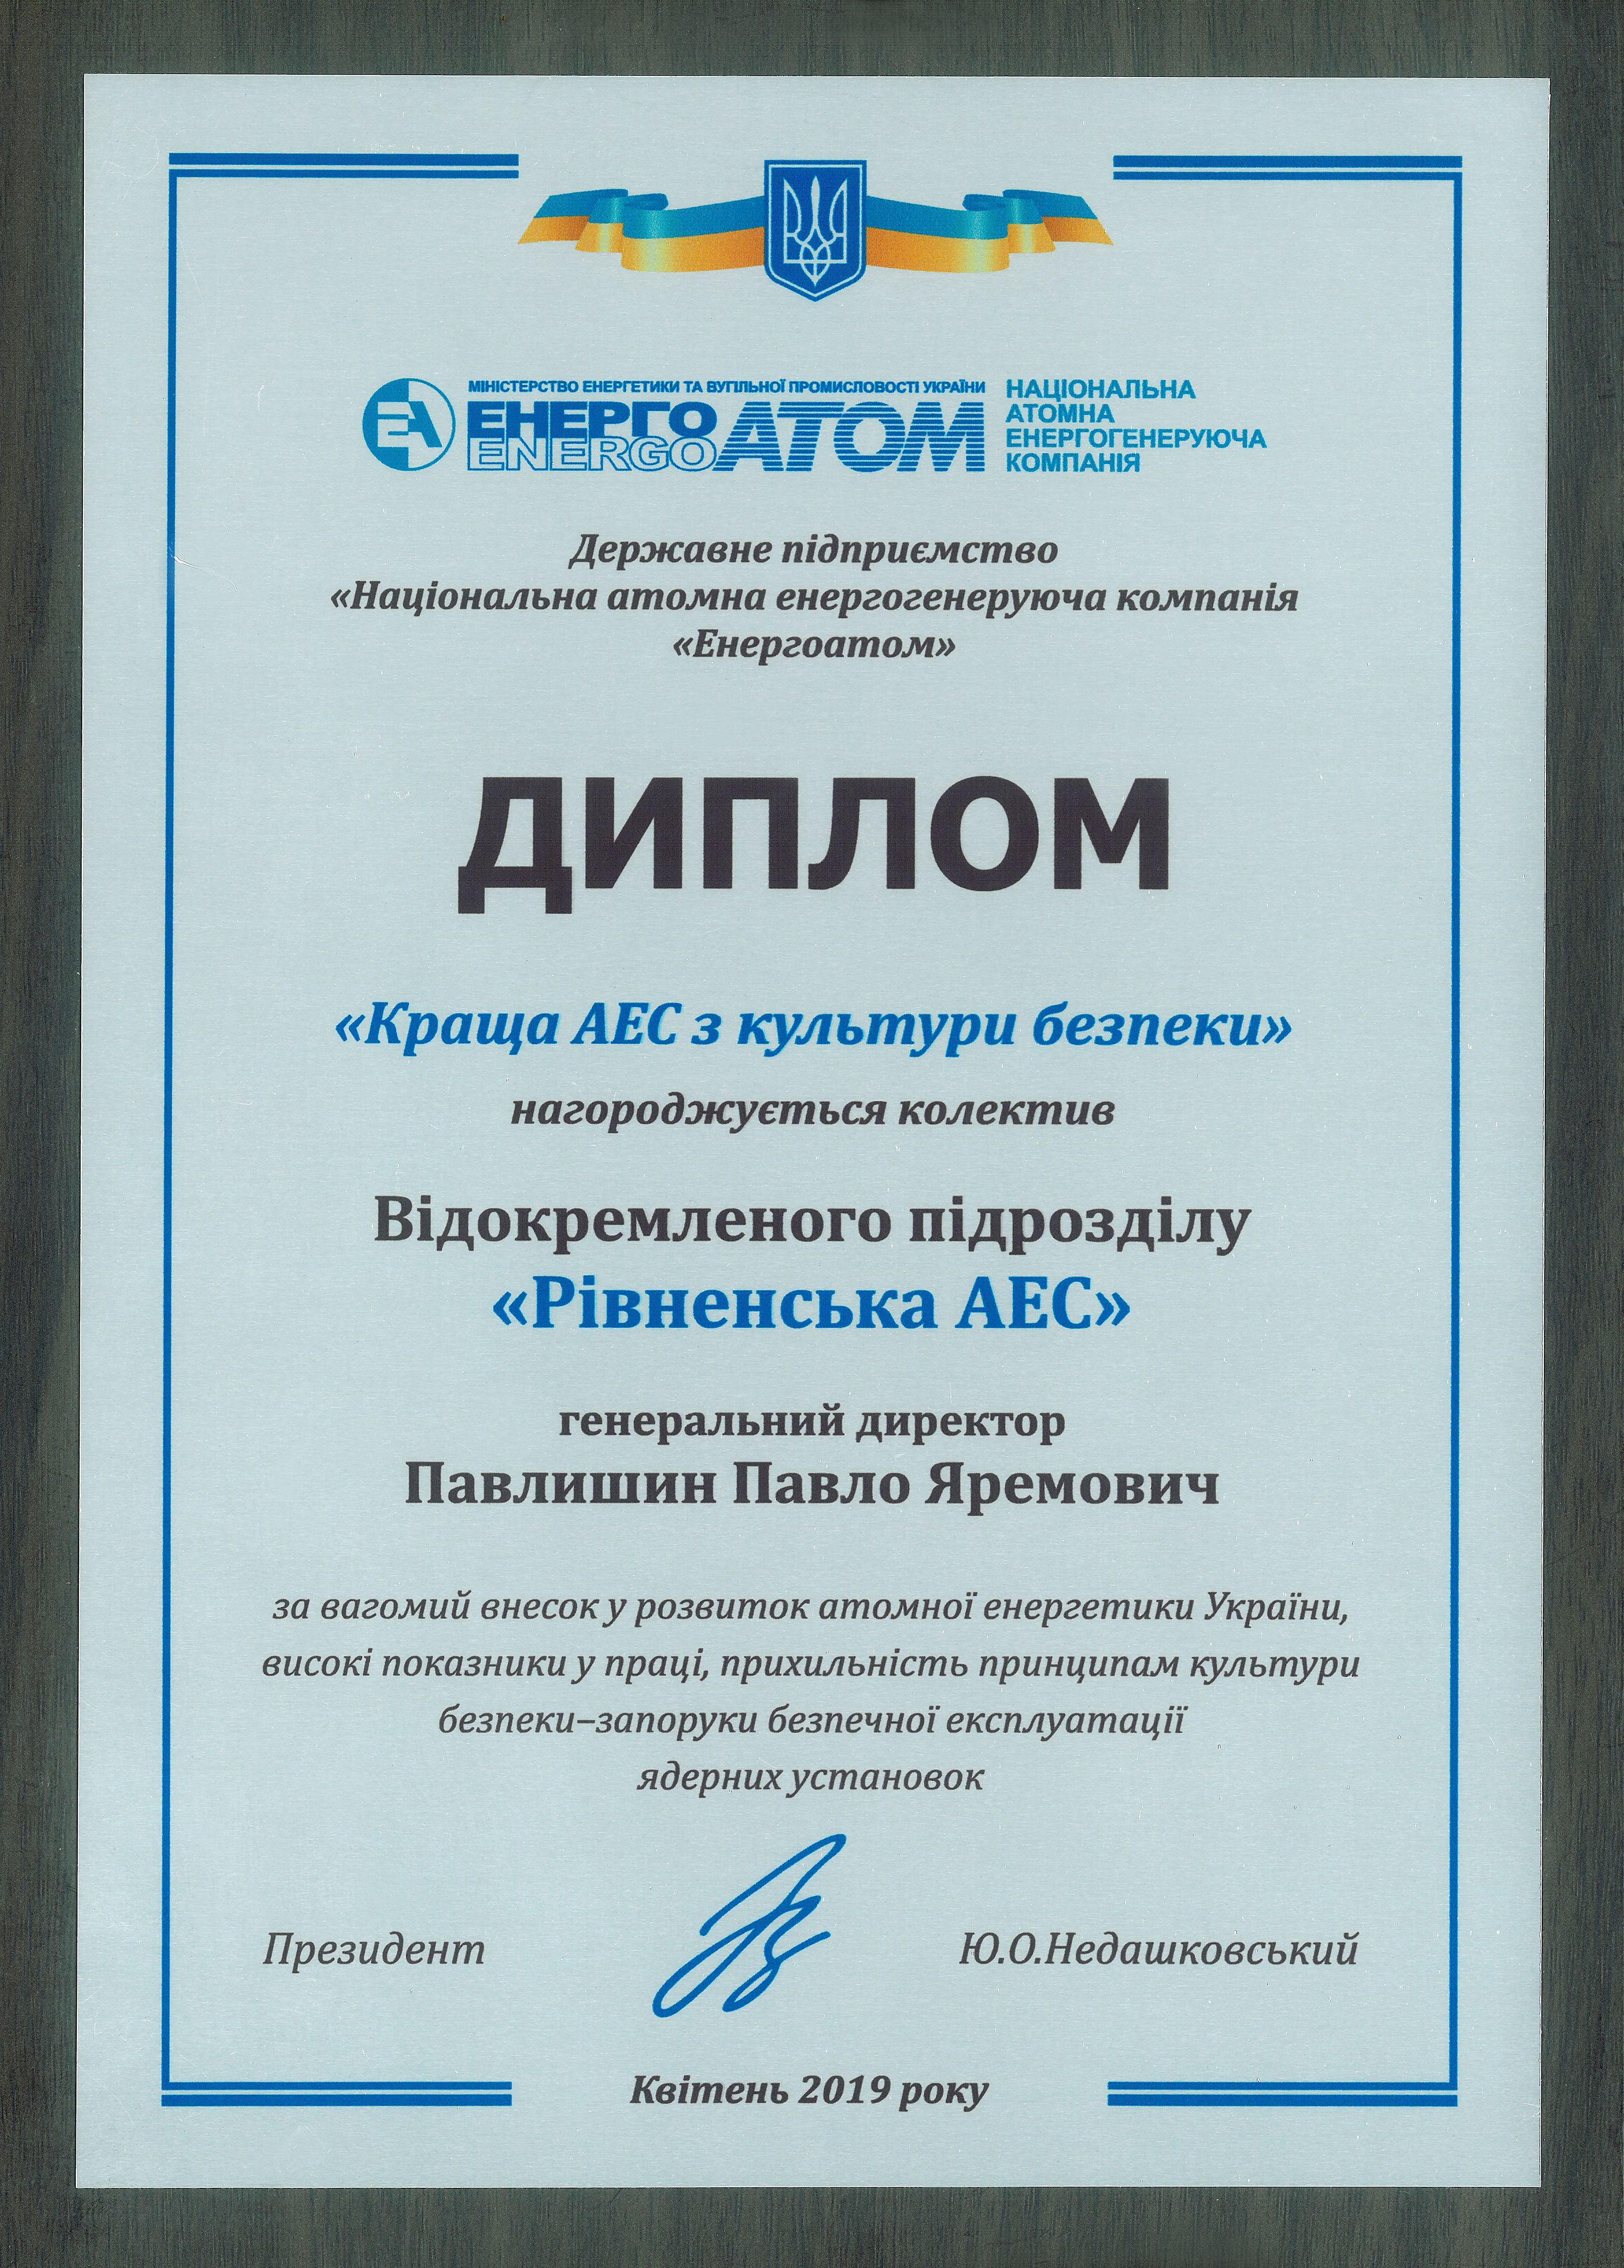 МІНІСТЕРСТВО ЕНЕРГЕТИКИ ТА ВУГІЛЬНОЇ ПРОМИСЛОВОСТІ УКРАЇНИ
ЕНЕРГО
ENERGO
АТОМ
НАЦІОНАЛЬНА
АТОМНА
ЕНЕРГОГЕНЕРУЮЧА
КОМПАНІЯ
Державне підприємство
«Національна атомна енергогенеруюча компанія
«Енергоатом»
ДИПЛОМ
«Краща АЕС з культури безпеки»
нагороджується колектив
Відокремленого підрозділу
«Рівненська АЕС»
генеральний директор
Павлишин Павло Яремович
за вагомий внесок у розвиток атомної енергетики України,
високі показники у праці, прихильність принципам культури
безпеки–запоруки безпечної експлуатації
ядерних установок
Президент
Ю.О.Недашковський
Квітень 2019 року